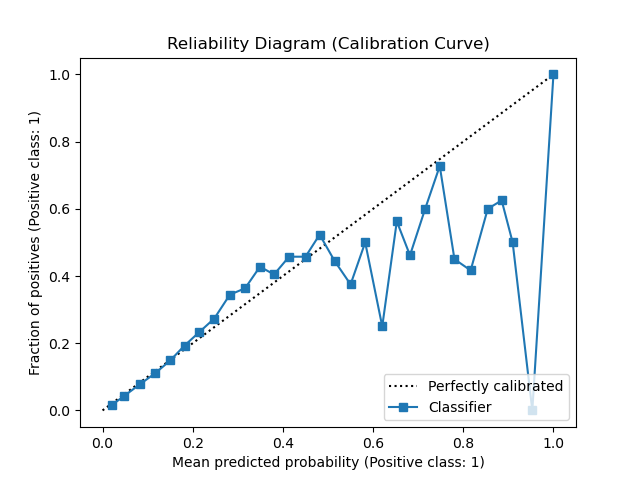 Reliability Diagram (Calibration Curve)
Fraction of positives (Positive class: 1)
1.0
0.8
0.6
0.4
0.2
0.0
0.0 0.2 0.4 0.6 0.8 1.0
Mean predicted probability (Positive class: 1)
Perfectly calibrated
Classifier